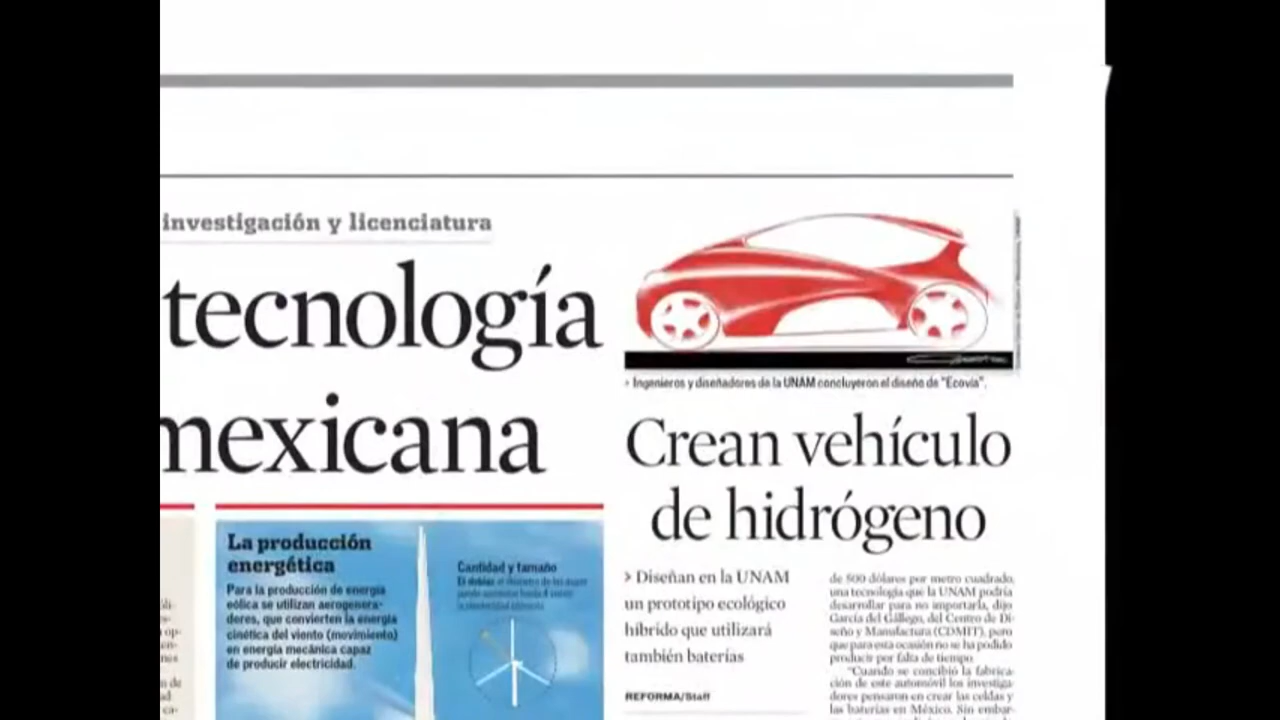 investigación y licenciatura
tecnología
mexicana
› Ingenieros y diseñadores de la UNAM concluyeron el diseño de "Ecovía".
Crean vehículo
de hidrógeno
› Diseñan en la UNAM
un prototipo ecológico
híbrido que utilizará
también baterías
REFORMA/Staff
de 500 dólares por metro cuadrado,
una tecnología que la UNAM podría
desarrollar para no importarla, dijo
García del Gállego, del Centro de Di-
seño y Manufactura (CDMIT), pero
que para esta ocasión no se ha podido
producir por falta de tiempo.
"Cuando se concibió la fabrica-
ción de este automóvil los investiga-
dores pensaron en crear las celdas y
las baterías en México. Sin embar-
La producción
energética
Para la producción de energía
eólica se utilizan aerogenera-
dores, que convierten la energía
cinética del viento (movimiento)
en energía mecánica capaz
de producir electricidad.
Cantidad y tamaño